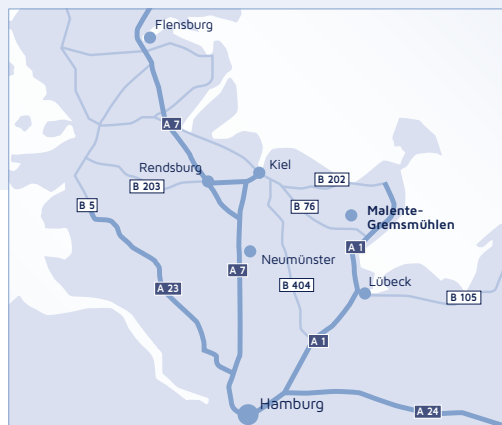 Flensburg
A 7
Kiel
Rendsburg
B 202
B 203
B 5
B 76
Malente-
Gremsmühlen
A 1
Neumünster
A 7
Lübeck
A 23
B 404
B 105
A 1
Hamburg
A 24